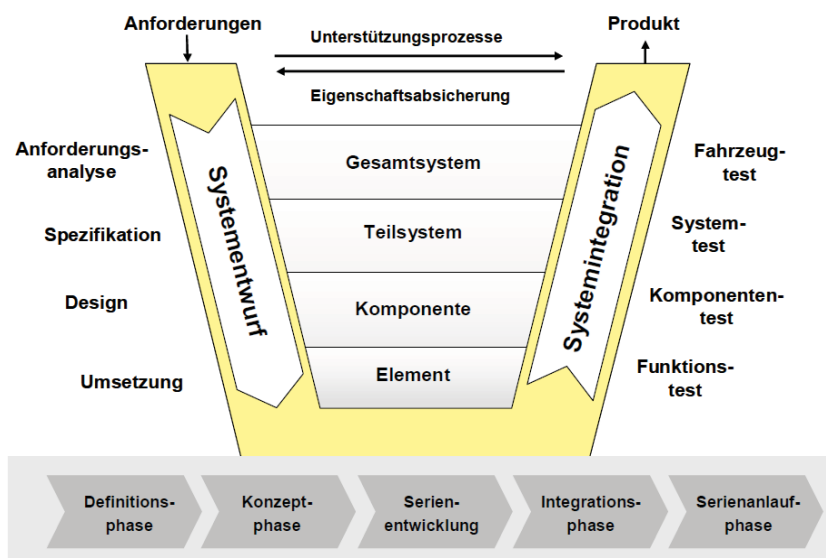 Anforderungen
Produkt
Unterstützungsprozesse
Eigenschaftsabsicherung
Anforderungs-
analyse
Spezifikation
Design
Umsetzung
Systementwurf
Gesamtsystem
Teilsystem
Komponente
Element
Systemintegration
Fahrzeug-
test
System-
test
Komponenten-
test
Funktions-
test
Definitions-
phase
Konzept-
phase
Serien-
entwicklung
Integrations-
phase
Serienanlauf-
phase